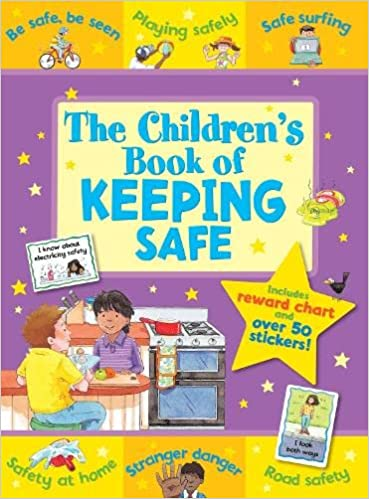 Be safe, be seen
Playing safely
Safe surfing
The Children's
Book of
KEEPING
SAFE
I know about
electricity safety
Includes
reward chart
and
over 50
stickers!
I look
both ways
Safety at home
Stranger danger
Road safety